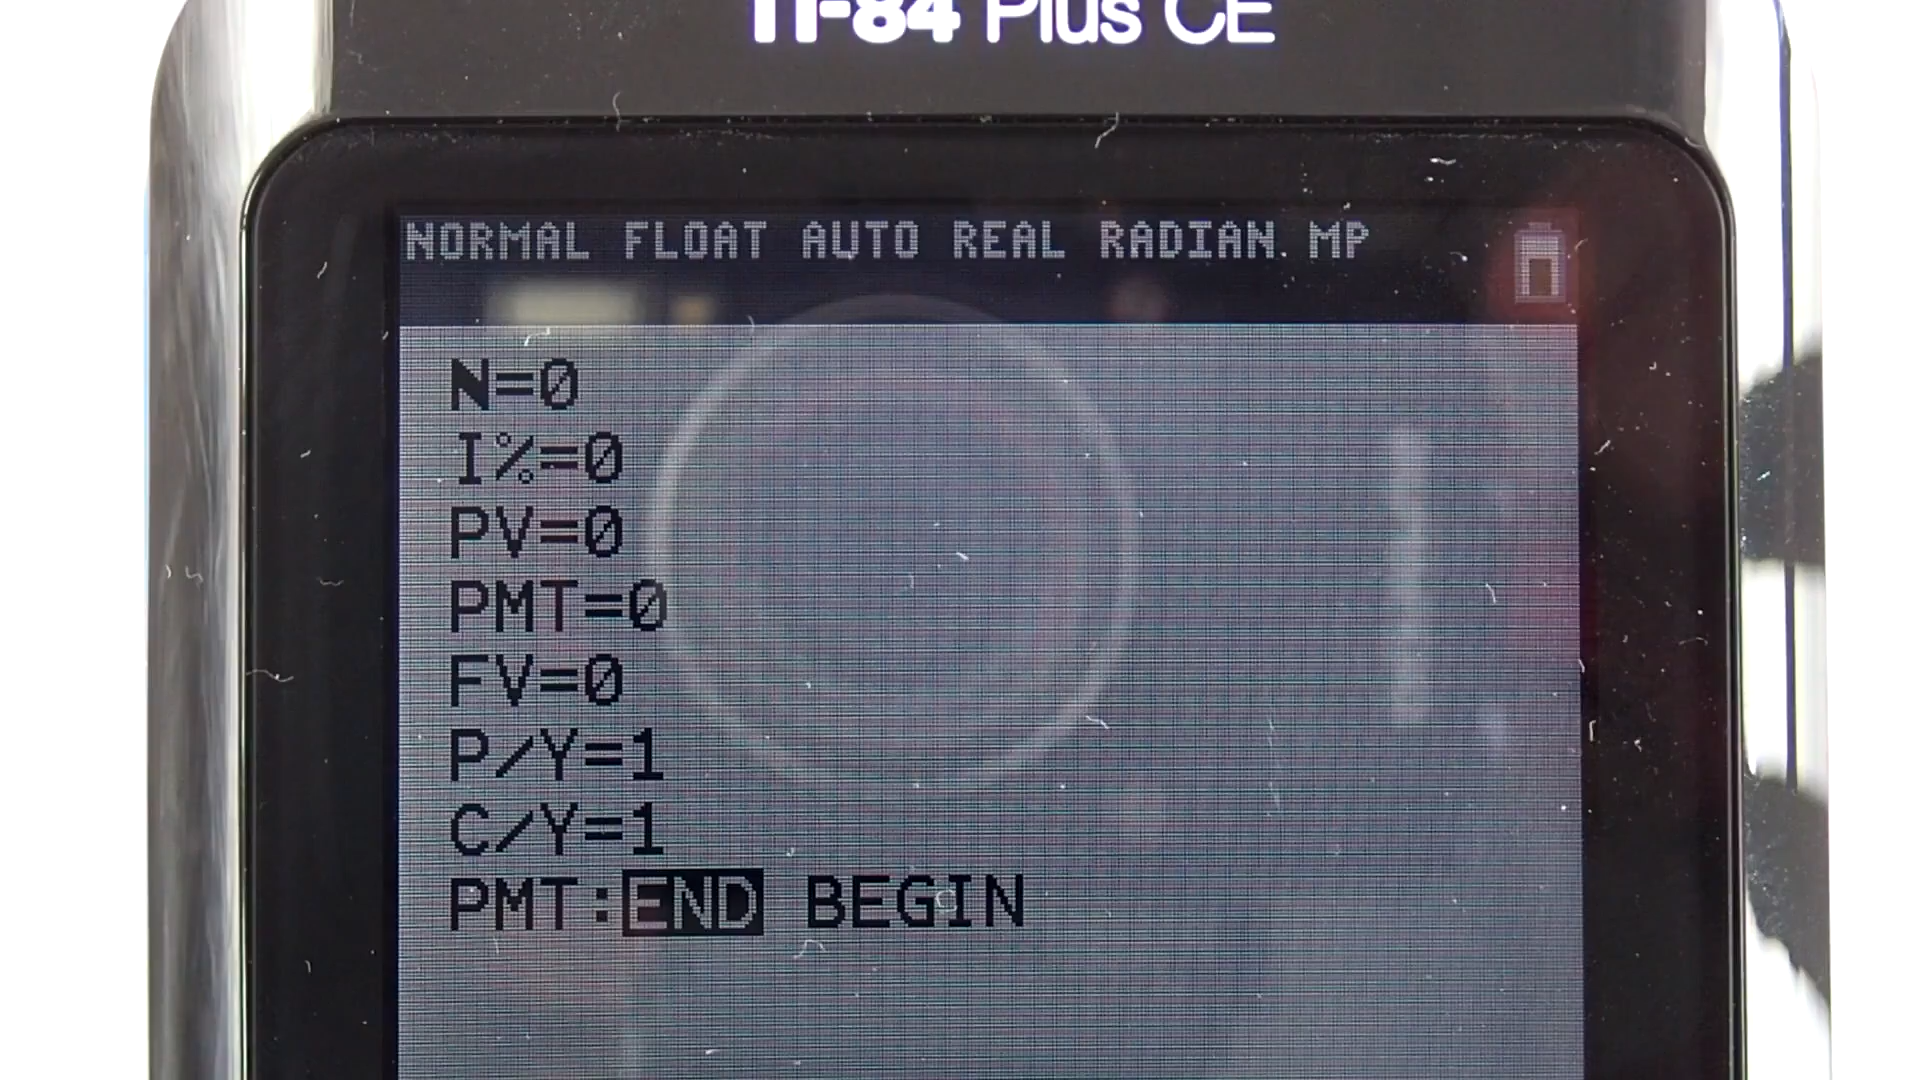 TI-84 Plus CE
NORMAL FLOAT AUTO REAL RADIAN MP
N=0
I%=0
PV=0
PMT=0
FV=0
P/Y=1
C/Y=1
PMT:END BEGIN